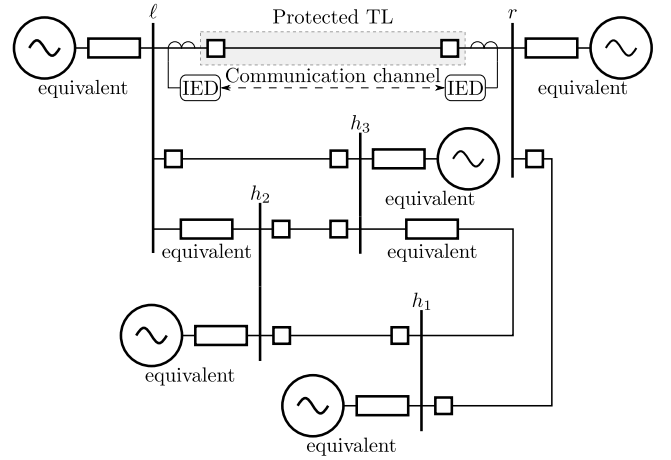 Protected TL
ℓ
r
equivalent
equivalent
Communication channel
IED
IED
h₃
equivalent
h₂
equivalent
equivalent
h₁
equivalent
equivalent